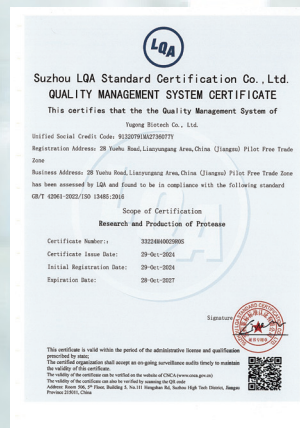 LQA
Suzhou LQA Standard Certification Co.,Ltd.
QUALITY MANAGEMENT SYSTEM CERTIFICATE
This certifies that the the Quality Management System of
Yugong Biotech Co., Ltd.
Unified Social Credit Code: 91320791MA2736077Y
Registration Address: 28 Yuehu Road,Lianyungang Area,China (Jiangsu) Pilot Free Trade
Zone
Business Address: 28 Yuehu Road,Lianyungang Area,China (Jiangsu) Pilot Free Trade Zone
has been assessed by LQA and found to be in compliance with the following standard
GB/T 42061-2022/ISO 13485:2016
Scope of Certification
Research and Production of Protease
Certificate Number::
33224M40029R0S
Certificate Issue Date:
29-Oct-2024
Initial Registration Date:
29-Oct-2024
Expiration Date:
28-Oct-2027
Signature
This certificate is valid within the period of the administrative license and qualification
prescribed by state;
The certified organization shall accept an on-going surveillance audits timely to maintain
the validity of this certificate.
The validity of the certificate can be verified on the website of CNCA (www.cnca.gov.cn)
The validity of the certificate can also be verified by scanning the QR code
Address: Room 506, 5th Floor, Building 5, No.111 Xiangshan Rd, Suzhou High Tech District, Jiangsu
Province 215011, China